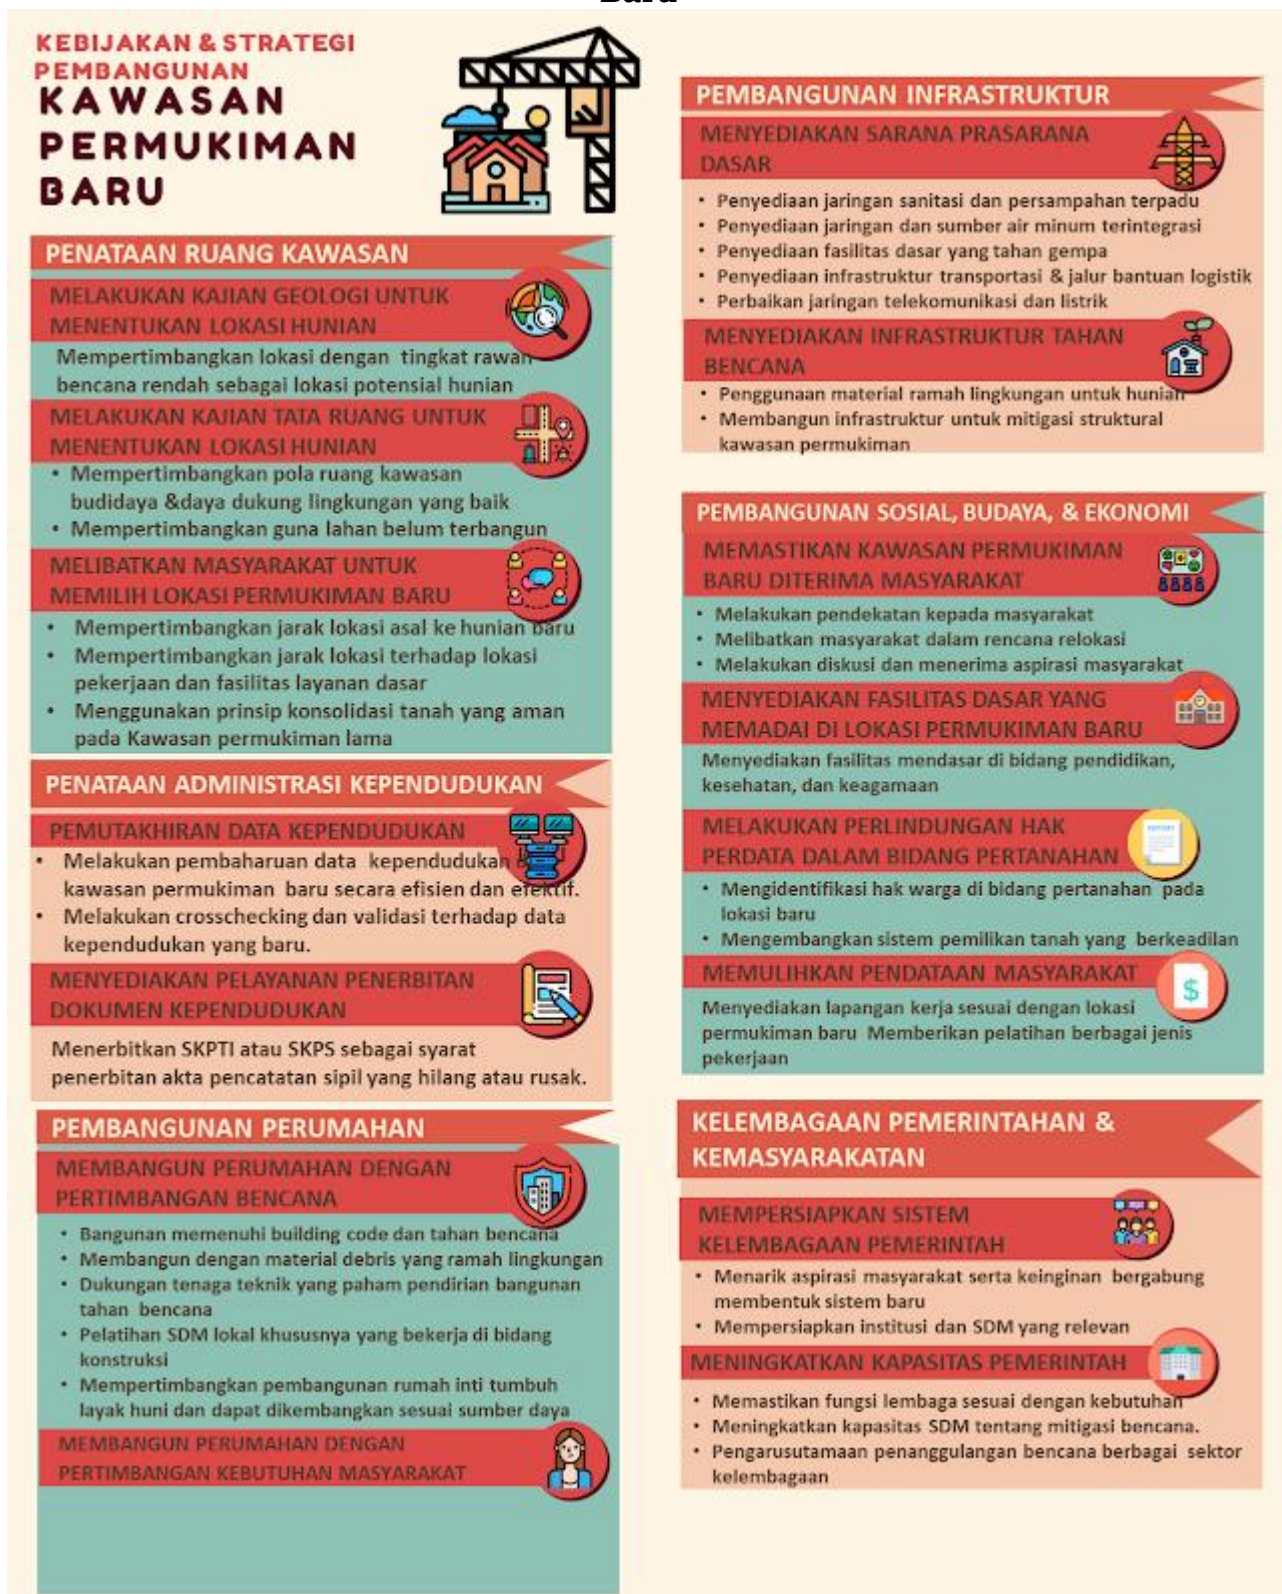 Baru
KEBIJAKAN & STRATEGI
PEMBANGUNAN
KAWASAN
PERMUKIMAN
BARU
PENATAAN RUANG KAWASAN
MELAKUKAN KAJIAN GEOLOGI UNTUK
MENENTUKAN LOKASI HUNIAN
Mempertimbangkan lokasi dengan tingkat rawan
bencana rendah sebagai lokasi potensial hunian
MELAKUKAN KAJIAN TATA RUANG UNTUK
MENENTUKAN LOKASI HUNIAN
• Mempertimbangkan pola ruang kawasan
budidaya &daya dukung lingkungan yang baik
• Mempertimbangkan guna lahan belum terbangun
MELIBATKAN MASYARAKAT UNTUK
MEMILIH LOKASI PERMUKIMAN BARU
• Mempertimbangkan jarak lokasi asal ke hunian baru
• Mempertimbangkan jarak lokasi terhadap lokasi
pekerjaan dan fasilitas layanan dasar
• Menggunakan prinsip konsolidasi tanah yang aman
pada Kawasan permukiman lama
PENATAAN ADMINISTRASI KEPENDUDUKAN
PEMUTAKHIRAN DATA KEPENDUDUKAN
• Melakukan pembaharuan data kependudukan
kawasan permukiman baru secara efisien dan efektif.
• Melakukan crosschecking dan validasi terhadap data
kependudukan yang baru.
MENYEDIAKAN PELAYANAN PENERBITAN
DOKUMEN KEPENDUDUKAN
Menerbitkan SKPTI atau SKPS sebagai syarat
penerbitan akta pencatatan sipil yang hilang atau rusak.
PEMBANGUNAN PERUMAHAN
MEMBANGUN PERUMAHAN DENGAN
PERTIMBANGAN BENCANA
• Bangunan memenuhi building code dan tahan bencana
• Membangun dengan material debris yang ramah lingkungan
• Dukungan tenaga teknik yang paham pendirian bangunan
tahan bencana
• Pelatihan SDM lokal khususnya yang bekerja di bidang
konstruksi
• Mempertimbangkan pembangunan rumah inti tumbuh
layak huni dan dapat dikembangkan sesuai sumber daya
MEMBANGUN PERUMAHAN DENGAN
PERTIMBANGAN KEBUTUHAN MASYARAKAT
PEMBANGUNAN INFRASTRUKTUR
MENYEDIAKAN SARANA PRASARANA
DASAR
• Penyediaan jaringan sanitasi dan persampahan terpadu
• Penyediaan jaringan dan sumber air minum terintegrasi
• Penyediaan fasilitas dasar yang tahan gempa
• Penyediaan infrastruktur transportasi & jalur bantuan logistik
• Perbaikan jaringan telekomunikasi dan listrik
MENYEDIAKAN INFRASTRUKTUR TAHAN
BENCANA
• Penggunaan material ramah lingkungan untuk hunian
• Membangun infrastruktur untuk mitigasi struktural
kawasan permukiman
PEMBANGUNAN SOSIAL, BUDAYA, & EKONOMI
MEMASTIKAN KAWASAN PERMUKIMAN
BARU DITERIMA MASYARAKAT
• Melakukan pendekatan kepada masyarakat
• Melibatkan masyarakat dalam rencana relokasi
• Melakukan diskusi dan menerima aspirasi masyarakat
MENYEDIAKAN FASILITAS DASAR YANG
MEMADAI DI LOKASI PERMUKIMAN BARU
Menyediakan fasilitas mendasar di bidang pendidikan,
kesehatan, dan keagamaan
MELAKUKAN PERLINDUNGAN HAK
PERDATA DALAM BIDANG PERTANAHAN
• Mengidentifikasi hak warga di bidang pertanahan pada
lokasi baru
• Mengembangkan sistem pemilikan tanah yang berkeadilan
MEMULIHKAN PENDATAAN MASYARAKAT
Menyediakan lapangan kerja sesuai dengan lokasi
permukiman baru Memberikan pelatihan berbagai jenis
pekerjaan
KELEMBAGAAN PEMERINTAHAN &
KEMASYARAKATAN
MEMPERSIAPKAN SISTEM
KELEMBAGAAN PEMERINTAH
• Menarik aspirasi masyarakat serta keinginan bergabung
membentuk sistem baru
• Mempersiapkan institusi dan SDM yang relevan
MENINGKATKAN KAPASITAS PEMERINTAH
• Memastikan fungsi lembaga sesuai dengan kebutuhan
• Meningkatkan kapasitas SDM tentang mitigasi bencana.
• Pengarusutamaan penanggulangan bencana berbagai sektor
kelembagaan